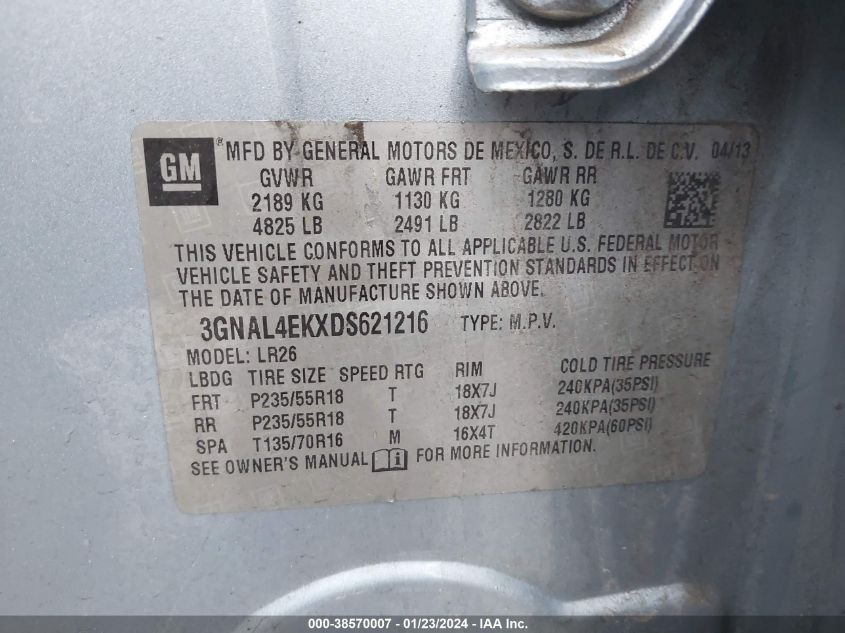 GM
MFD BY GENERAL MOTORS DE MEXICO, S. DE R.L. DE C.V. 04/13
GVWR GAWR FRT GAWR RR
2189 KG 1130 KG 1280 KG
4825 LB 2491 LB 2822 LB
THIS VEHICLE CONFORMS TO ALL APPLICABLE U.S. FEDERAL MOTOR
VEHICLE SAFETY AND THEFT PREVENTION STANDARDS IN EFFECT ON
THE DATE OF MANUFACTURE SHOWN ABOVE.
3GNAL4EKXDS621216 TYPE: M.P.V.
MODEL: LR26
LBDG TIRE SIZE SPEED RTG RIM COLD TIRE PRESSURE
FRT P235/55R18 T 18X7J 240KPA(35PSI)
RR P235/55R18 T 18X7J 240KPA(35PSI)
SPA T135/70R16 M 16X4T 420KPA(60PSI)
SEE OWNER'S MANUAL FOR MORE INFORMATION.
000-38570007 - 01/23/2024 - IAA Inc.